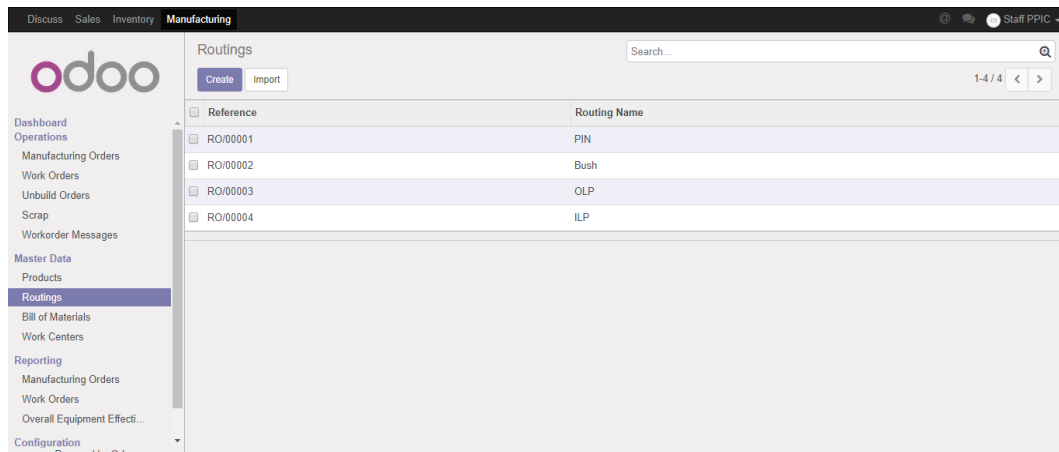 Discuss Sales Inventory Manufacturing @ Staff PPIC
odoo
Dashboard
Operations
Manufacturing Orders
Work Orders
Unbuild Orders
Scrap
Workorder Messages
Master Data
Products
Routings
Bill of Materials
Work Centers
Reporting
Manufacturing Orders
Work Orders
Overall Equipment Effecti...
Configuration
Routings
Search...
Create Import
1-4 / 4
Reference Routing Name
RO/00001 PIN
RO/00002 Bush
RO/00003 OLP
RO/00004 ILP